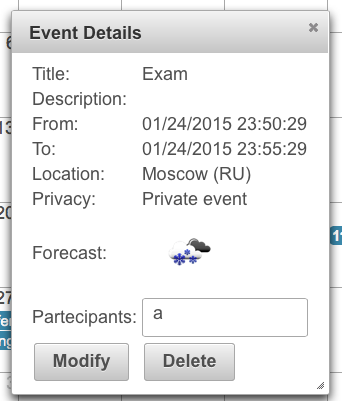 Event Details
Title: Exam
Description:
From: 01/24/2015 23:50:29
To: 01/24/2015 23:55:29
Location: Moscow (RU)
Privacy: Private event
Forecast:
Partecipants: a
Modify Delete